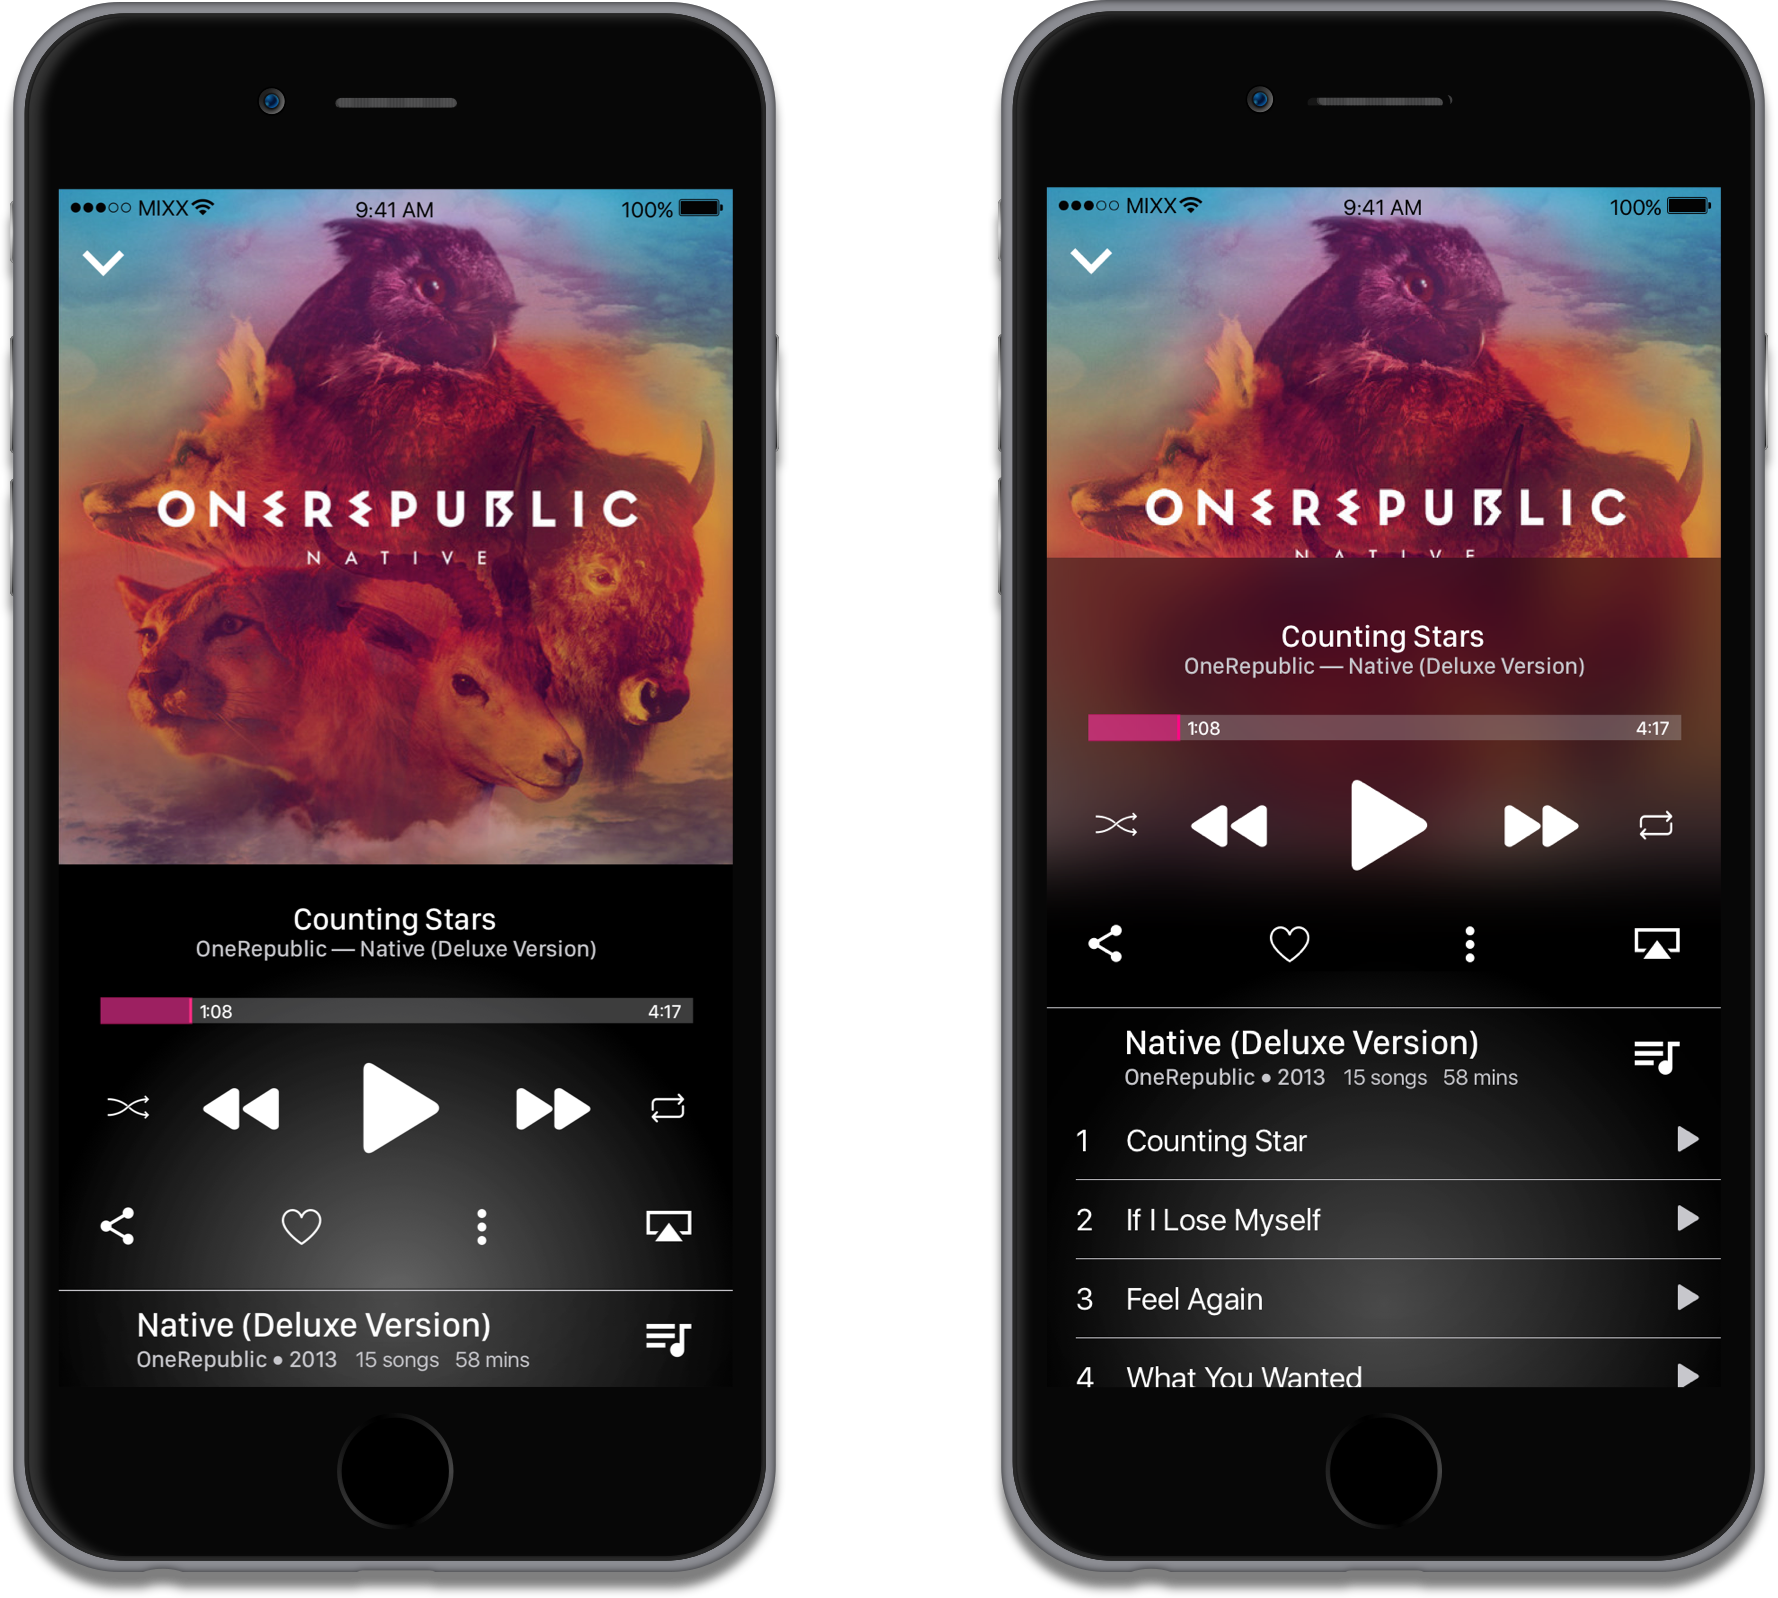 MIXX 9:41 AM 100%
ONEREPUBLIC
NATIVE
Counting Stars
OneRepublic — Native (Deluxe Version)
1:08 4:17
Native (Deluxe Version)
OneRepublic • 2013 15 songs 58 mins
MIXX 9:41 AM 100%
ONEREPUBLIC
NATIVE
Counting Stars
OneRepublic — Native (Deluxe Version)
1:08 4:17
Native (Deluxe Version)
OneRepublic • 2013 15 songs 58 mins
1 Counting Star
2 If I Lose Myself
3 Feel Again
4 What You Wanted